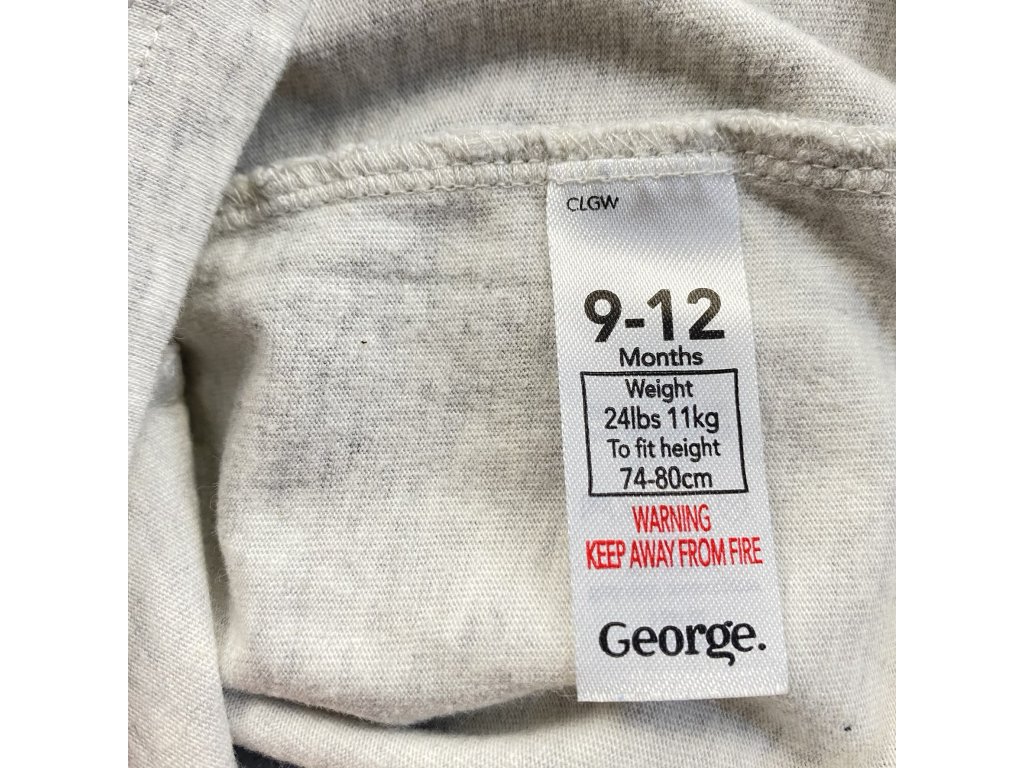 CLGW
9-12
Months
Weight
24lbs 11kg
To fit height
74-80cm
WARNING
KEEP AWAY FROM FIRE
George.